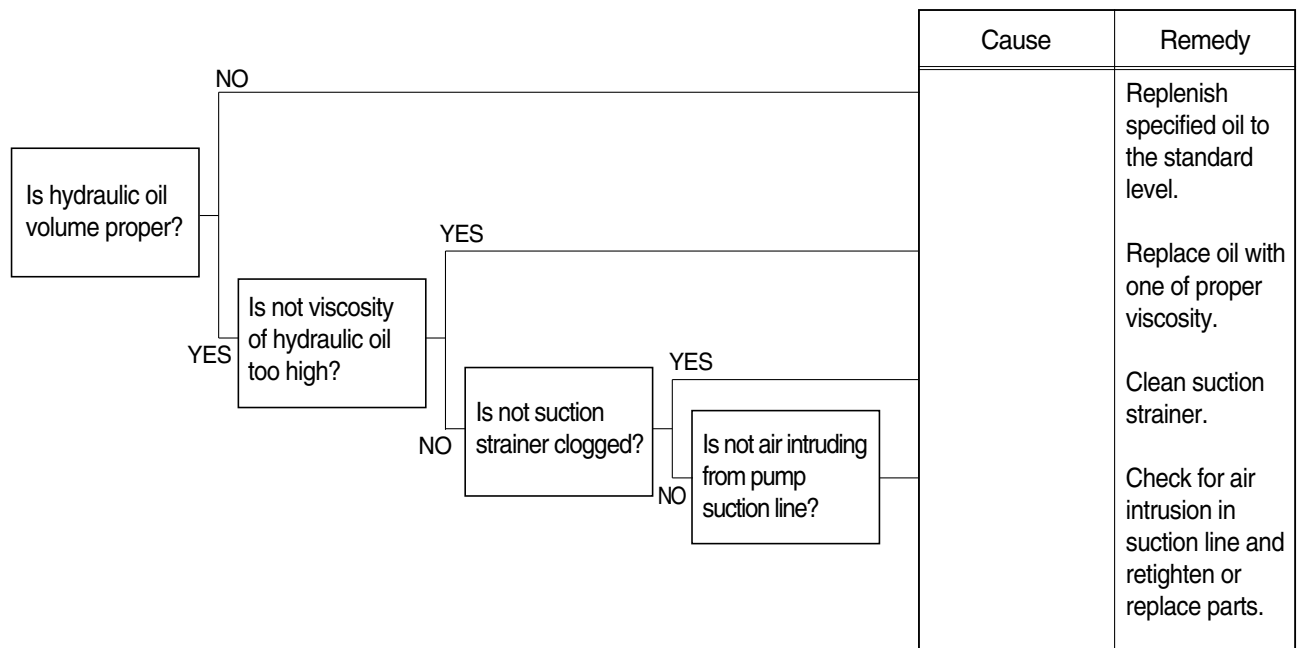 Cause
Remedy
NO
Replenish
specified oil to
the standard
level.
Is hydraulic oil
volume proper?
YES
Replace oil with
one of proper
viscosity.
Is not viscosity
of hydraulic oil
too high?
YES
YES
Clean suction
strainer.
Is not suction
strainer clogged?
NO
Is not air intruding
from pump
suction line?
NO
Check for air
intrusion in
suction line and
retighten or
replace parts.